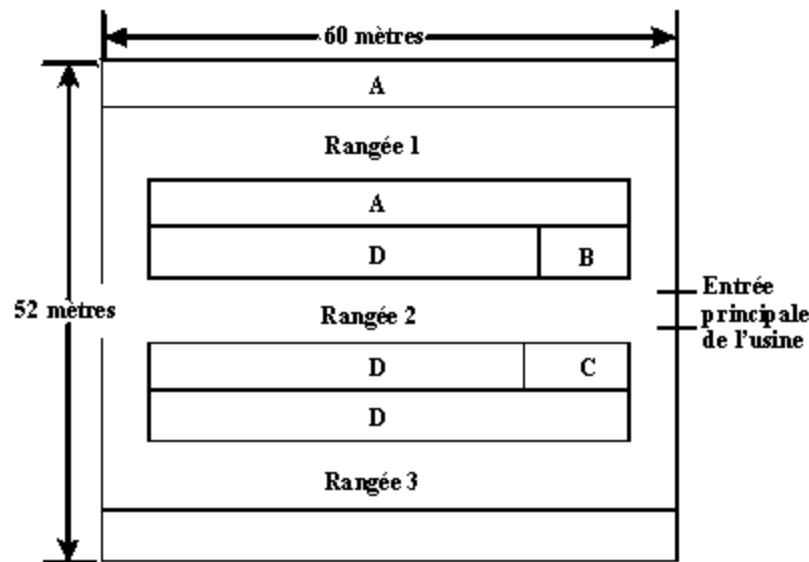 60 mètres
A
Rangée 1
A
D B
52 mètres
Rangée 2
Entrée
principale
de l'usine
D C
D
Rangée 3